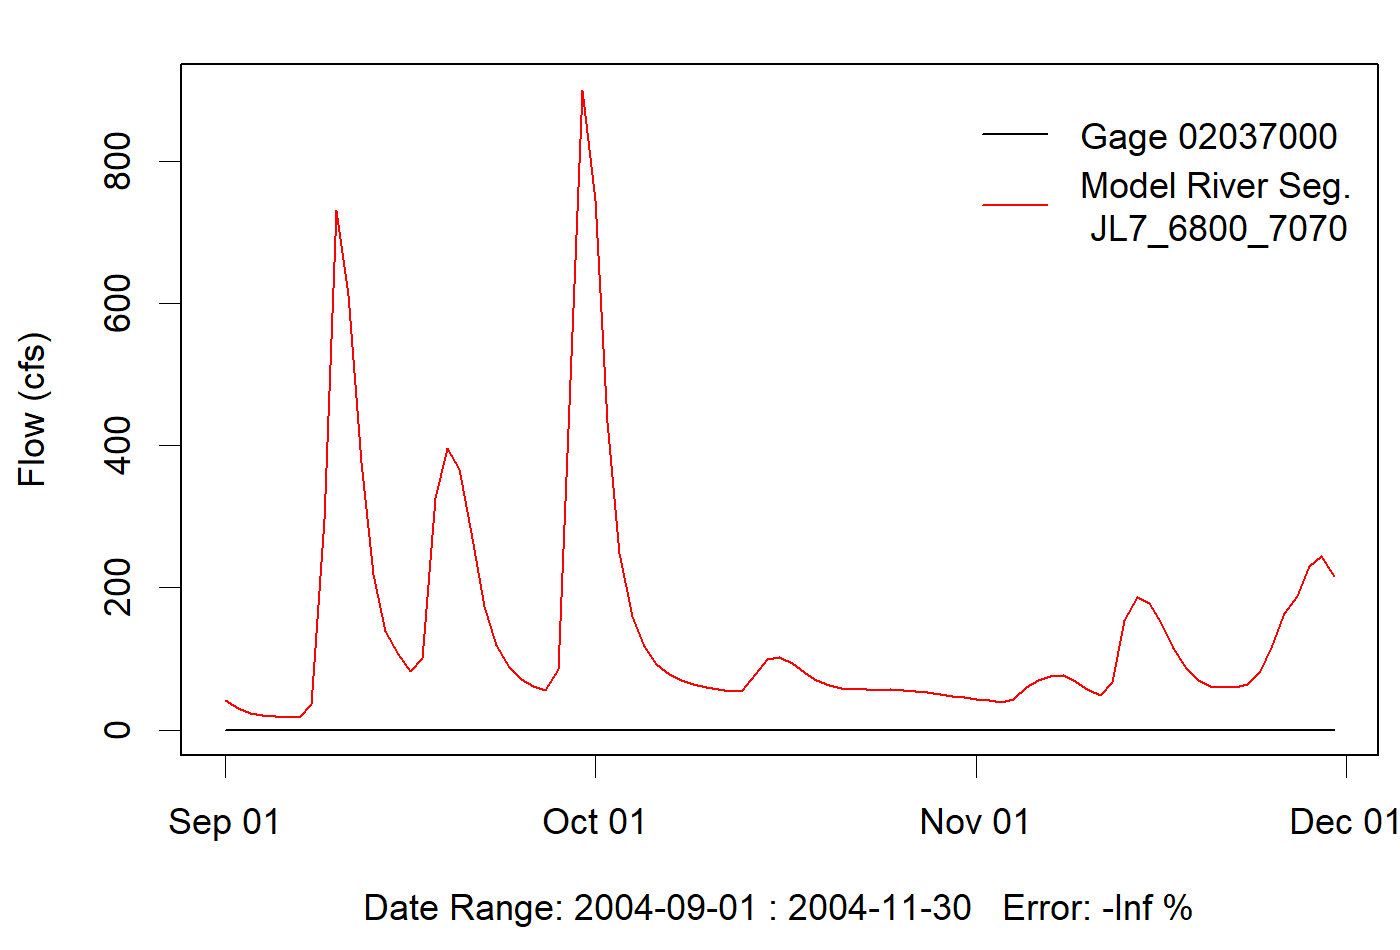 Flow (cfs)
800
600
400
200
0
Gage 02037000
Model River Seg.
JL7_6800_7070
Sep 01
Oct 01
Nov 01
Dec 01
Date Range: 2004-09-01 : 2004-11-30   Error: -Inf %